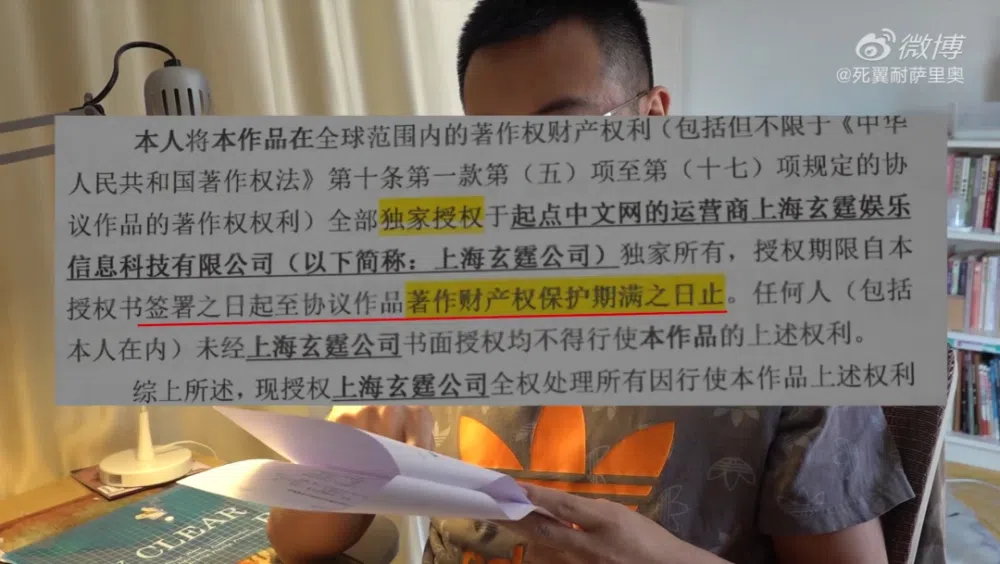 微博
@死翼耐萨里奥
本人将本作品在全球范围内的著作权财产权利（包括但不限于《中华
人民共和国著作权法》第十条第一款第（五）项至第（十七）项规定的协
议作品的著作权权利）全部独家授权于起点中文网的运营商上海玄霆娱乐
信息科技有限公司（以下简称：上海玄霆公司）独家所有，授权期限自本
授权书签署之日起至协议作品著作财产权保护期满之日止。任何人（包括
本人在内）未经上海玄霆公司书面授权均不得行使本作品的上述权利。
综上所述，现授权上海玄霆公司全权处理所有因行使本作品上述权利
CLEAR